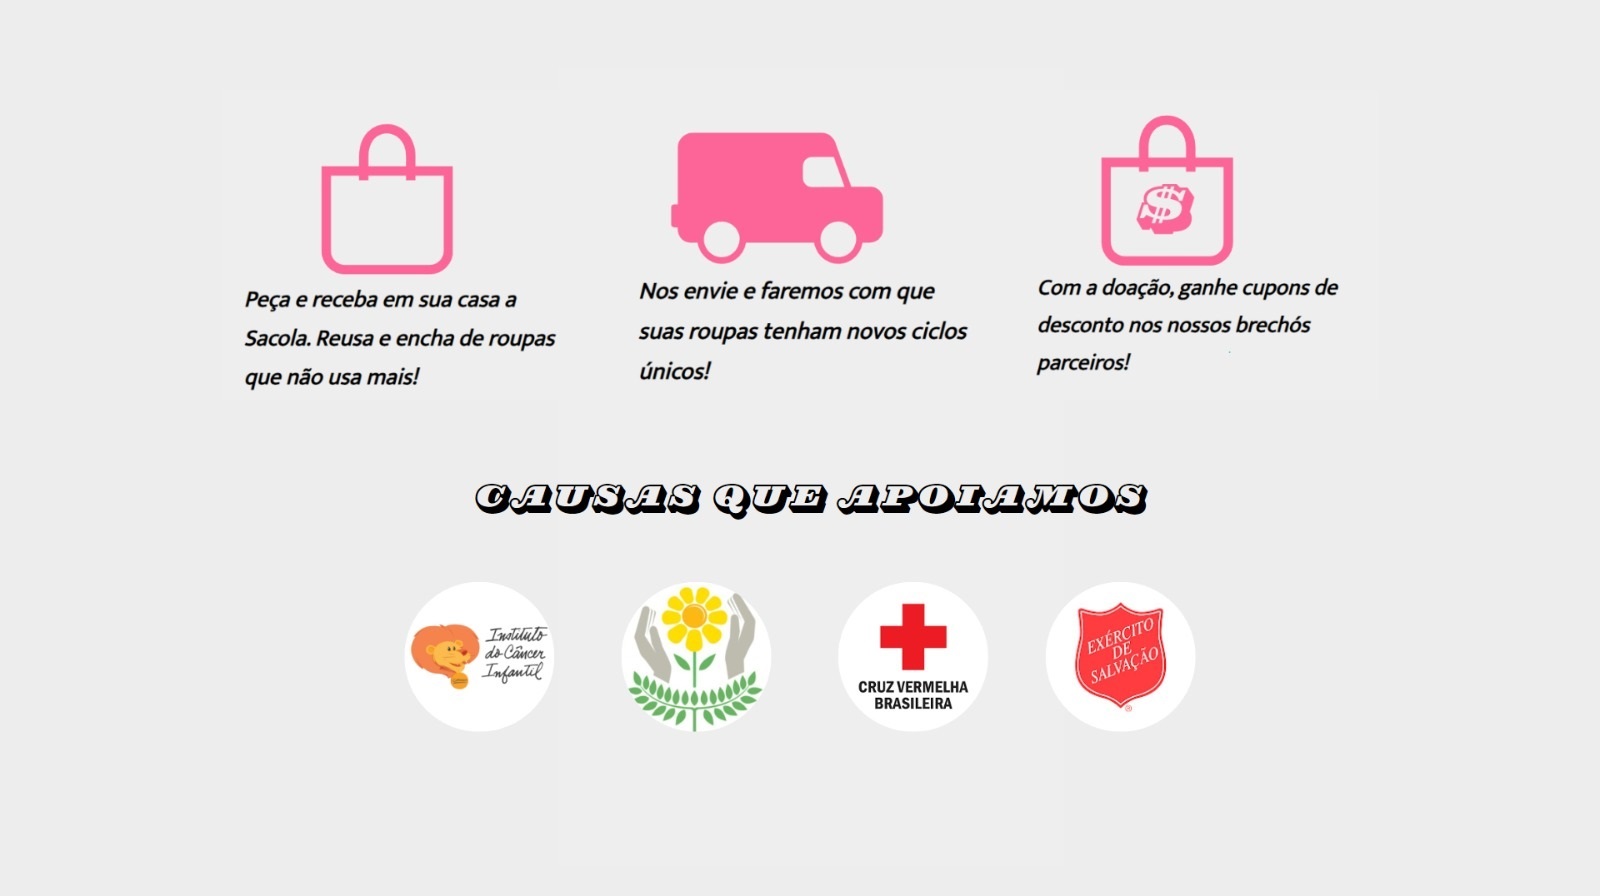 Peça e receba em sua casa a
Sacola. Reusa e encha de roupas
que não usa mais!
Nos envie e faremos com que
suas roupas tenham novos ciclos
únicos!
$
Com a doação, ganhe cupons de
desconto nos nossos brechós
parceiros!
CAUSAS QUE APOIAMOS
Instituto
do Câncer
Infantil
CRUZ VERMELHA
BRASILEIRA
EXÉRCITO
DE
SALVAÇÃO
®